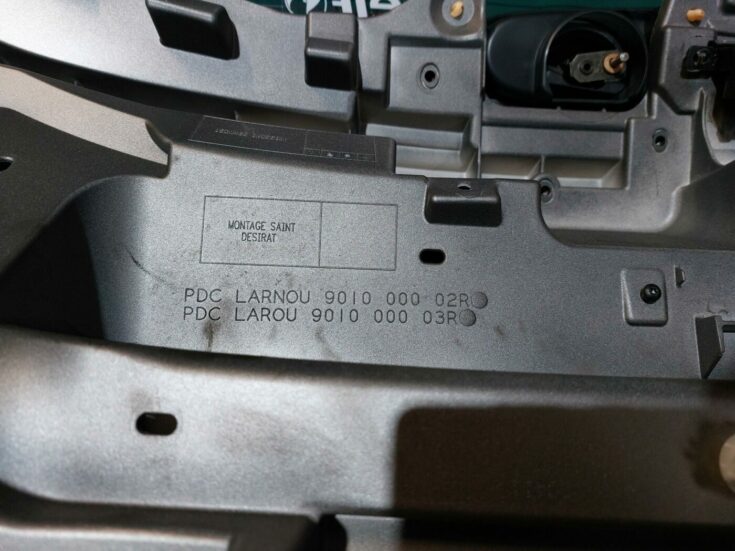 MONTAGE SAINT
DESIRAT
PDC LARNOU 9010 000 02R
PDC LAROU 9010 000 03R